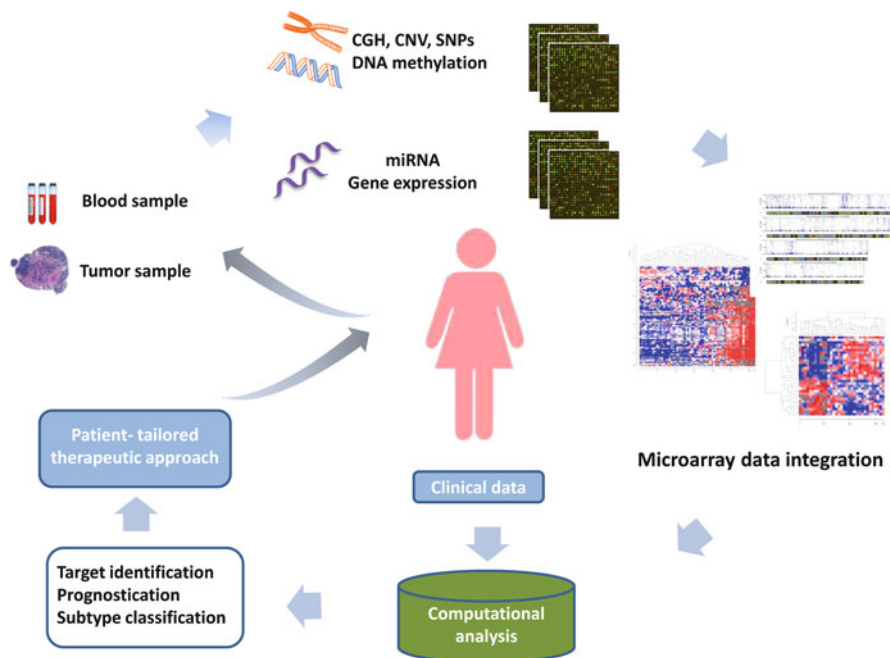 CGH, CNV, SNPs
DNA methylation
miRNA
Gene expression
Blood sample
Tumor sample
Patient- tailored
therapeutic approach
Clinical data
Microarray data integration
Target identification
Prognostication
Subtype classification
Computational
analysis